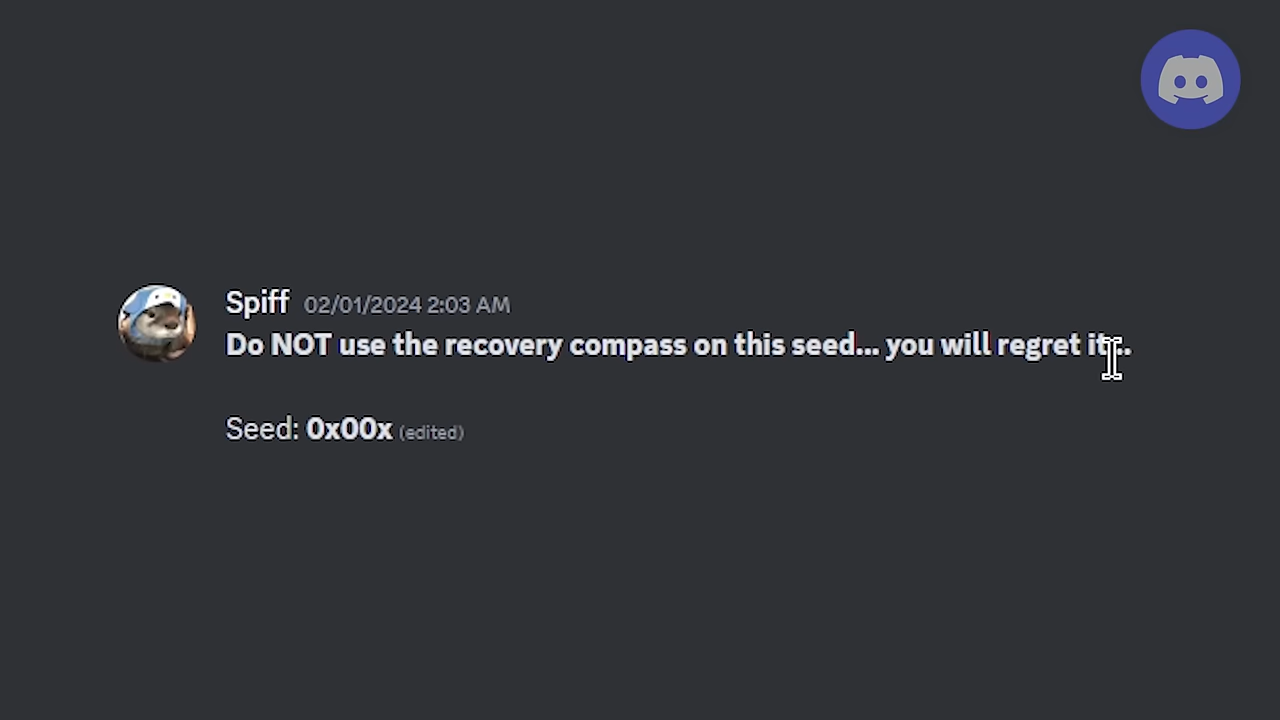 Spiff 02/01/2024 2:03 AM
Do NOT use the recovery compass on this seed... you will regret it...
Seed: 0x00x (edited)